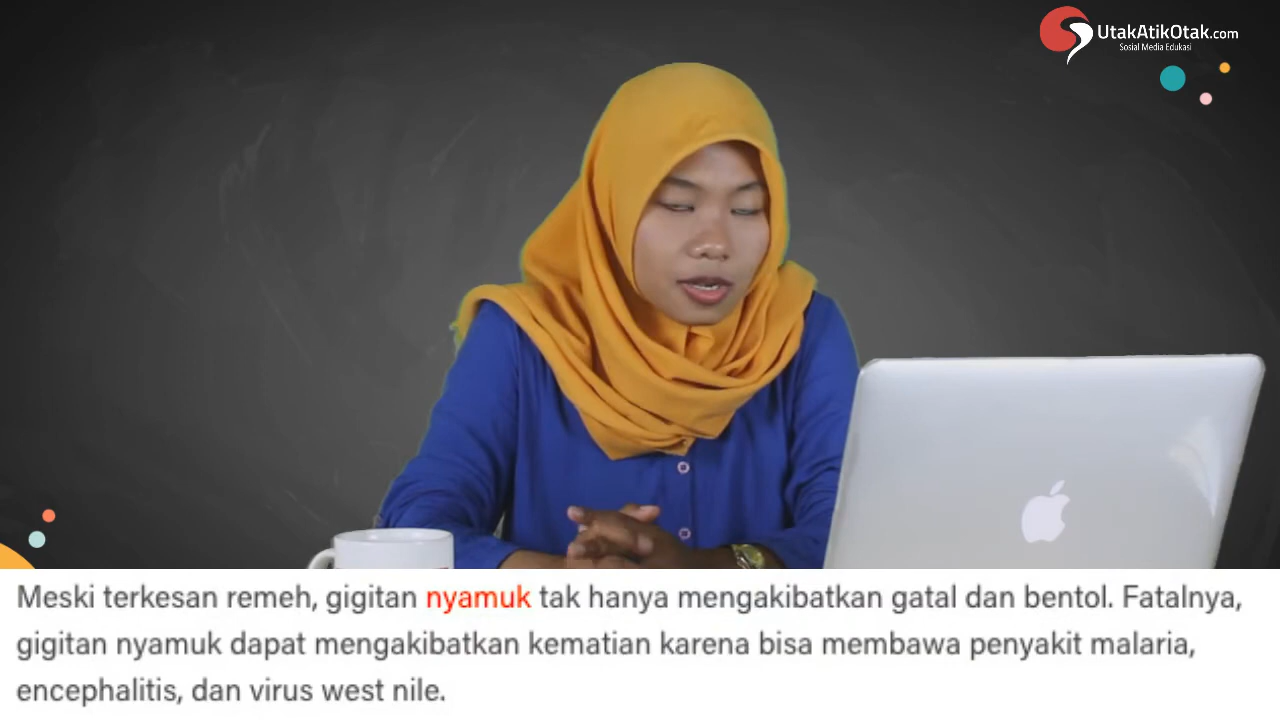 UtakAtikOtak.com
Sosial Media Edukasi
Meski terkesan remeh, gigitan nyamuk tak hanya mengakibatkan gatal dan bentol. Fatalnya,
gigitan nyamuk dapat mengakibatkan kematian karena bisa membawa penyakit malaria,
encephalitis, dan virus west nile.